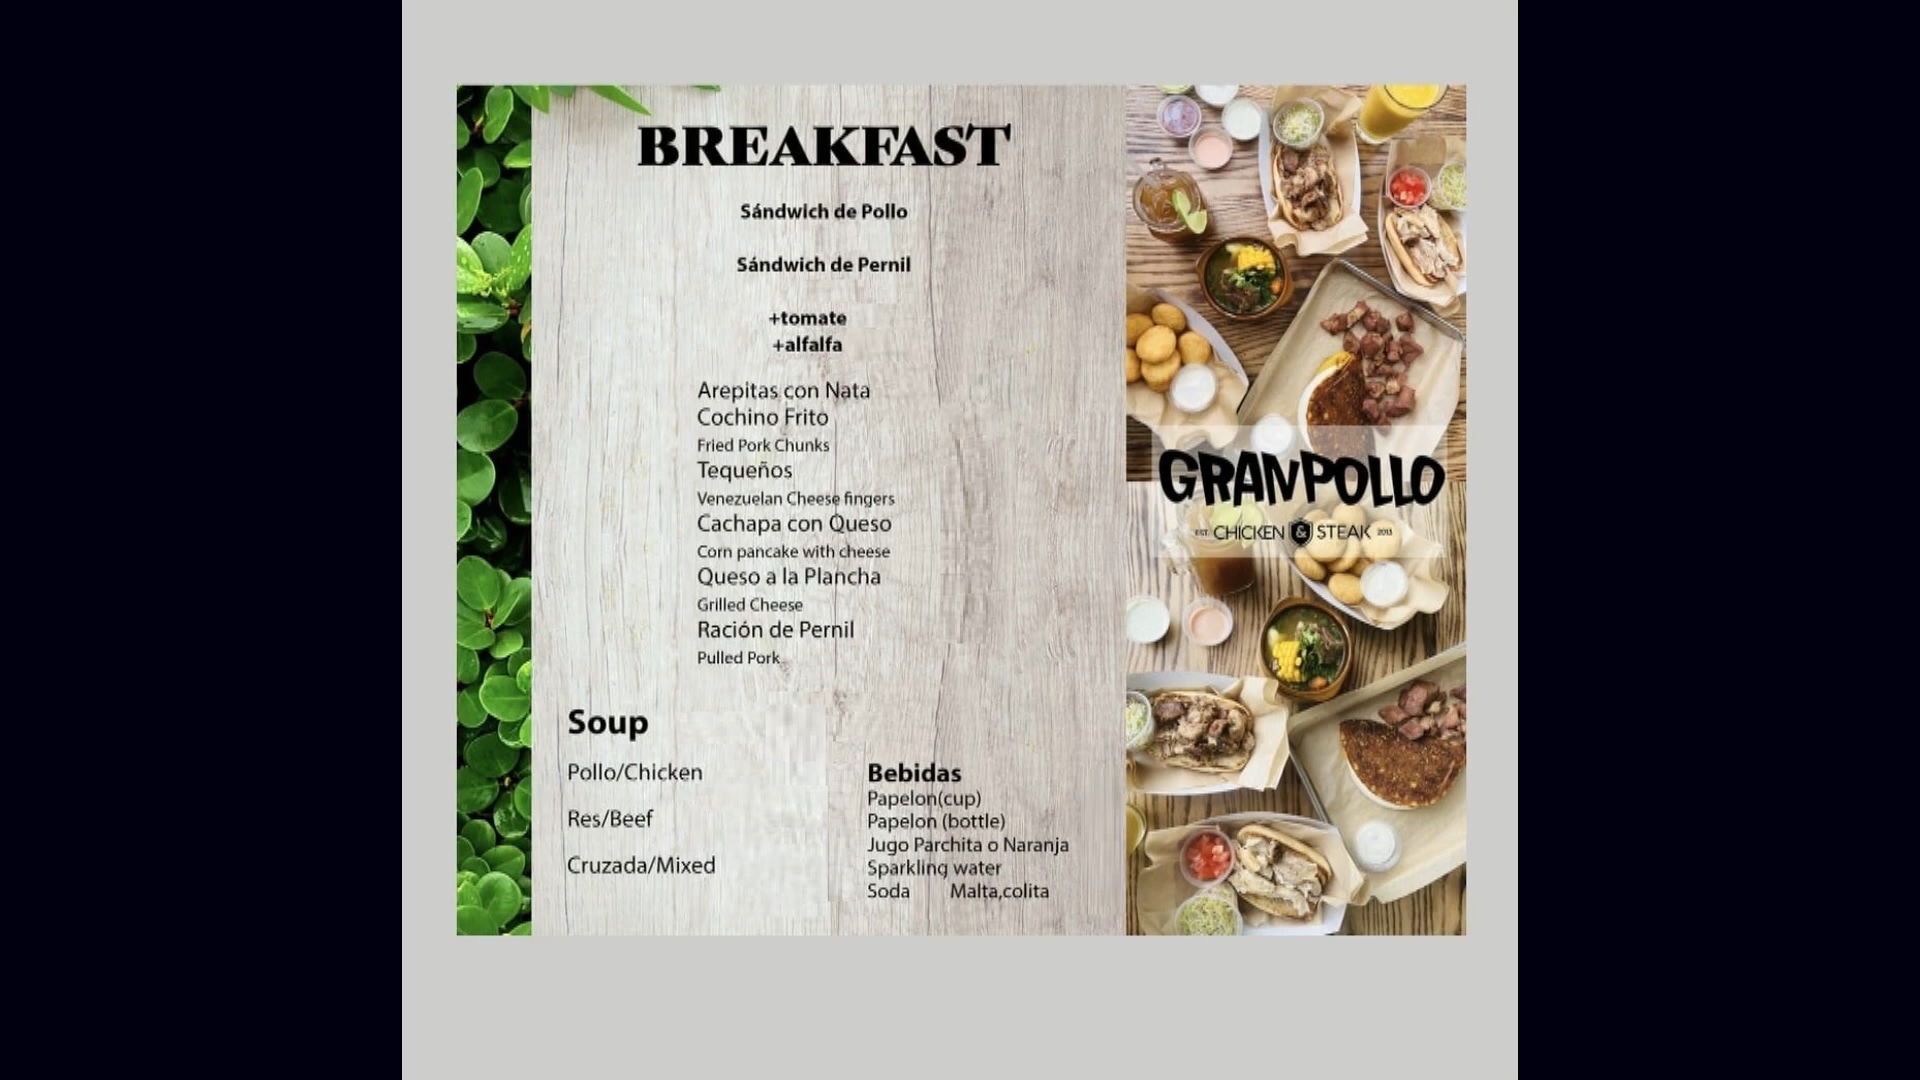 BREAKFAST
Sándwich de Pollo
Sándwich de Pernil
+tomate
+alfalfa
Arepitas con Nata
Cochino Frito
Fried Pork Chunks
Tequeños
Venezuelan Cheese fingers
Cachapa con Queso
Corn pancake with cheese
Queso a la Plancha
Grilled Cheese
Ración de Pernil
Pulled Pork
Soup
Pollo/Chicken
Res/Beef
Cruzada/Mixed
Bebidas
Papelon(cup)
Papelon (bottle)
Jugo Parchita o Naranja
Sparkling water
Soda Malta,colita
GRANPOLLO
EST. CHICKEN & STEAK 2013